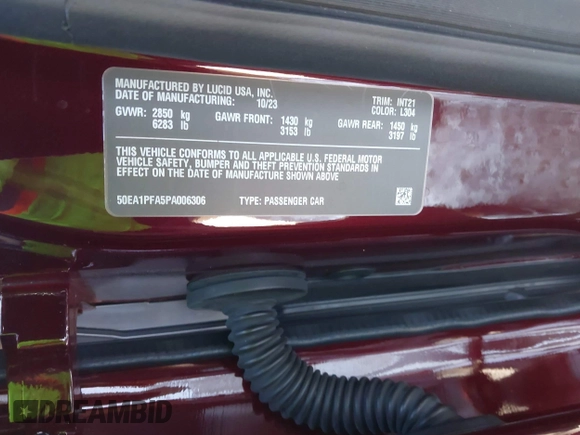 MANUFACTURED BY LUCID USA, INC.
DATE OF MANUFACTURING: 10/23 TRIM: INT21
COLOR: L304
GVWR: 2850 kg GAWR FRONT: 1430 kg GAWR REAR: 1450 kg
6283 lb 3153 lb 3197 lb
THIS VEHICLE CONFORMS TO ALL APPLICABLE U.S. FEDERAL MOTOR
VEHICLE SAFETY, BUMPER AND THEFT PREVENTION STANDARDS IN
EFFECT ON THE DATE OF MANUFACTURE SHOWN ABOVE
50EA1PFA5PA006306 TYPE: PASSENGER CAR
DREAMBID